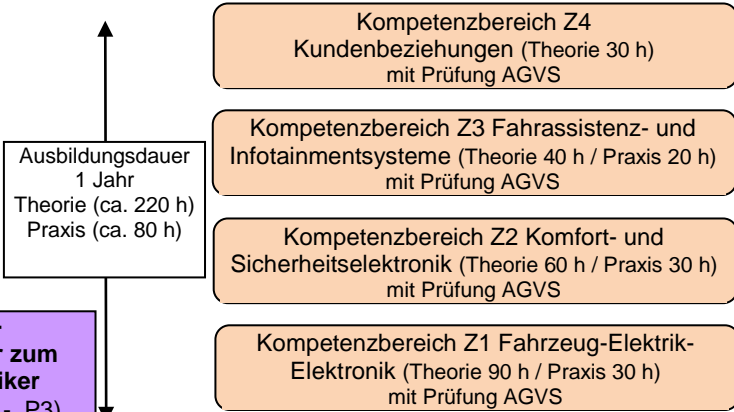 Kompetenzbereich Z4
Kundenbeziehungen (Theorie 30 h)
mit Prüfung AGVS
Kompetenzbereich Z3 Fahrassistenz- und
Infotainmentsysteme (Theorie 40 h / Praxis 20 h)
mit Prüfung AGVS
Ausbildungsdauer
1 Jahr
Theorie (ca. 220 h)
Praxis (ca. 80 h)
Kompetenzbereich Z2 Komfort- und
Sicherheitselektronik (Theorie 60 h / Praxis 30 h)
mit Prüfung AGVS
Kompetenzbereich Z1 Fahrzeug-Elektrik-
Elektronik (Theorie 90 h / Praxis 30 h)
mit Prüfung AGVS
zum
P3)